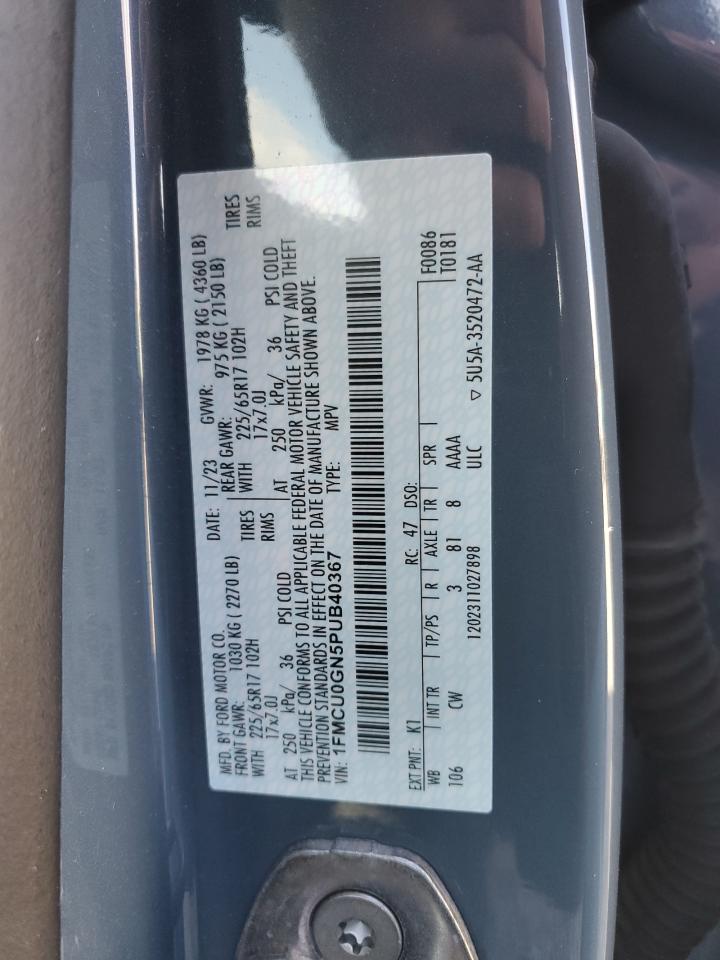 MFD. BY FORD MOTOR CO. DATE: 11/23 GVWR: 1978 KG ( 4360 LB)
FRONT GAWR: 1030 KG ( 2270 LB) REAR GAWR: 975 KG ( 2150 LB)
WITH 225/65R17 102H TIRES WITH 225/65R17 102H TIRES
17x7.0J RIMS 17x7.0J RIMS
AT 250 kPa/ 36 PSI COLD AT 250 kPa/ 36 PSI COLD
THIS VEHICLE CONFORMS TO ALL APPLICABLE FEDERAL MOTOR VEHICLE SAFETY AND THEFT
PREVENTION STANDARDS IN EFFECT ON THE DATE OF MANUFACTURE SHOWN ABOVE.
VIN: 1FMCU0GN5PUB40367 TYPE: MPV
EXT PNT: K1 RC: 47 DSO: F0086
WB INT TR TP/PS R AXLE TR SPR T0181
106 CW 3 81 8 AAAA
1202311027898 ULC ▽ 5U5A-3520472-AA